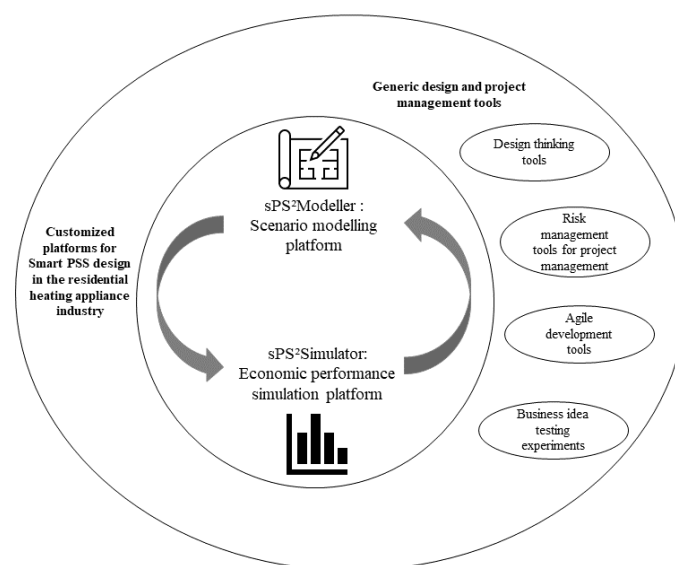 Generic design and project
management tools
Design thinking
tools
Risk
management
tools for project
management
Agile
development
tools
Business idea
testing
experiments
Customized
platforms for
Smart PSS design
in the residential
heating appliance
industry
sPS²Modeller :
Scenario modelling
platform
sPS²Simulator:
Economic performance
simulation platform